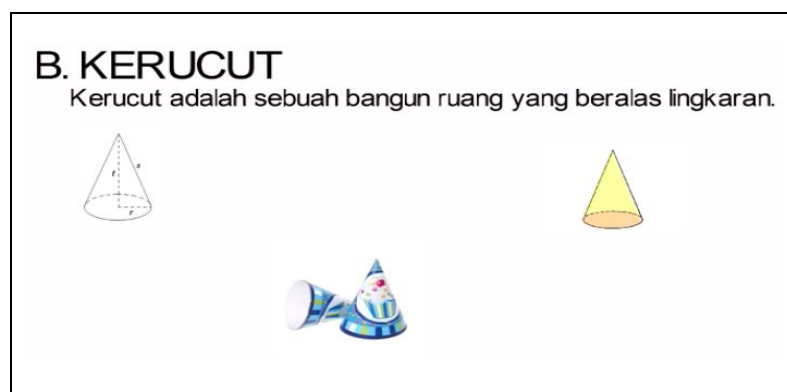 B. KERUCUT
Kerucut adalah sebuah bangun ruang yang beralas lingkaran.
t
s
r